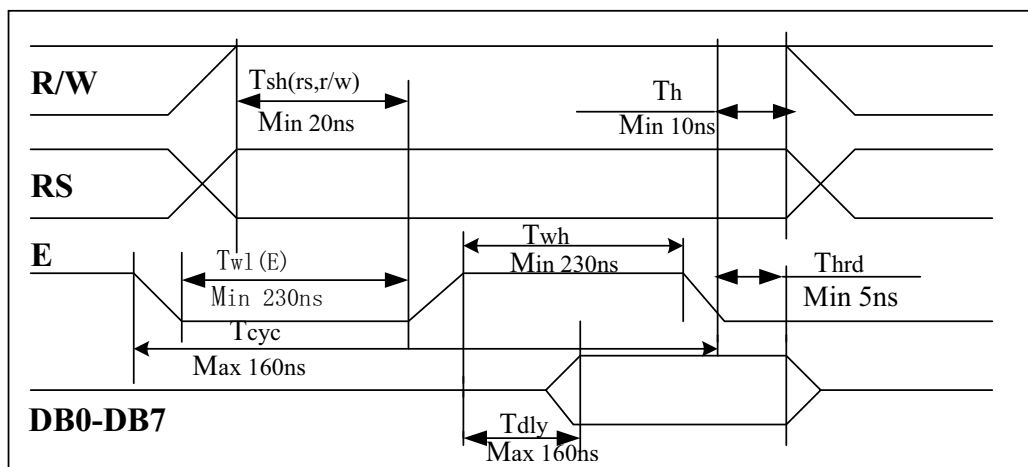 R/W
Tsh(rs,r/w)
Min 20ns
Th
Min 10ns
RS
E
Twl(E)
Min 230ns
Twh
Min 230ns
Thrd
Min 5ns
Tcyc
Max 160ns
DB0-DB7
Tdly
Max 160ns